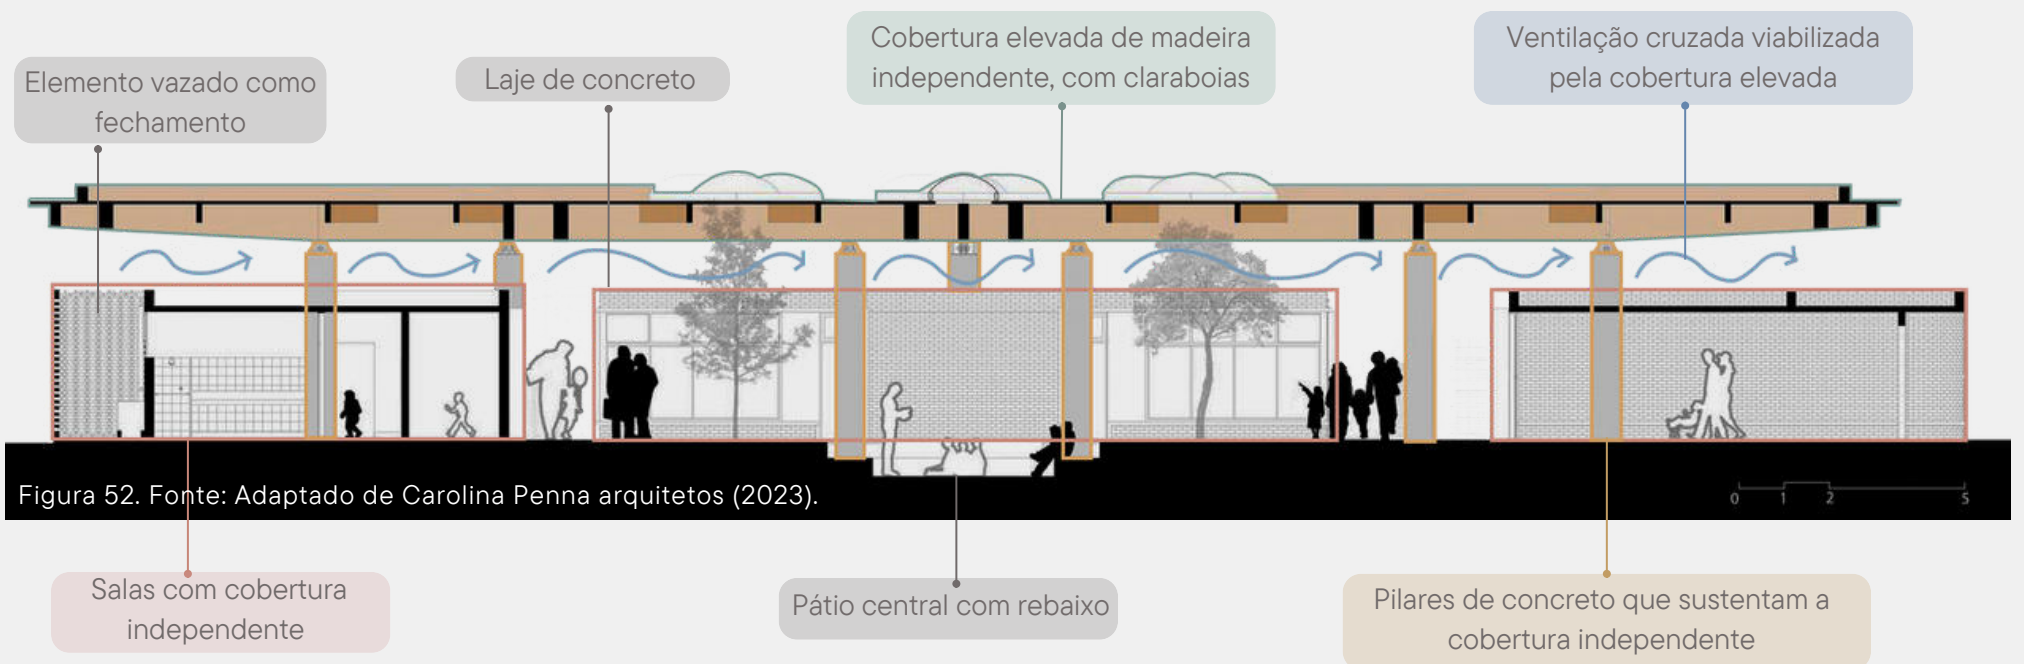 Cobertura elevada de madeira
independente, com claraboias
Ventilação cruzada viabilizada
pela cobertura elevada
Elemento vazado como
fechamento
Laje de concreto
Figura 52. Fonte: Adaptado de Carolina Penna arquitetos (2023).
0 1 2 5
Salas com cobertura
independente
Pátio central com rebaixo
Pilares de concreto que sustentam a
cobertura independente